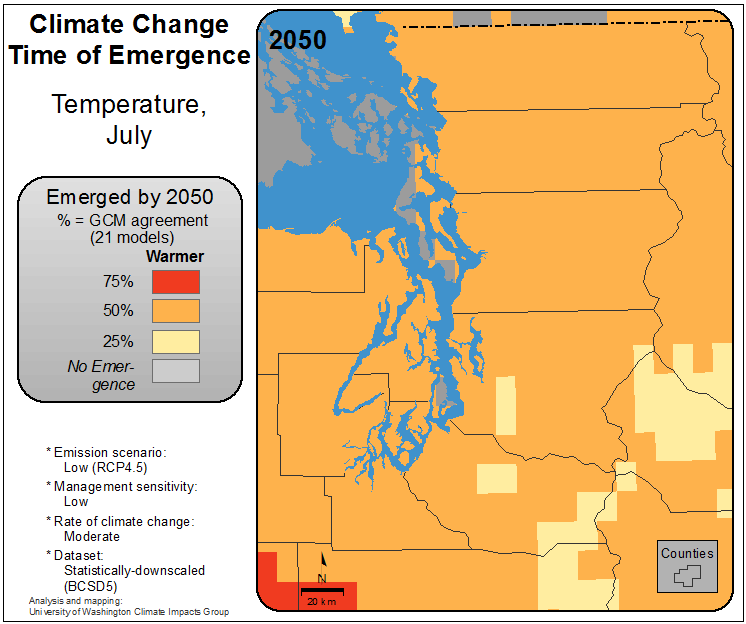 Climate Change
Time of Emergence
Temperature,
July
Emerged by 2050
% = GCM agreement
(21 models)
Warmer
75%
50%
25%
No Emer-
gence
* Emission scenario:
Low (RCP4.5)
* Management sensitivity:
Low
* Rate of climate change:
Moderate
* Dataset:
Statistically-downscaled
(BCSD5)
Analysis and mapping:
University of Washington Climate Impacts Group
2050
N
20 km
Counties